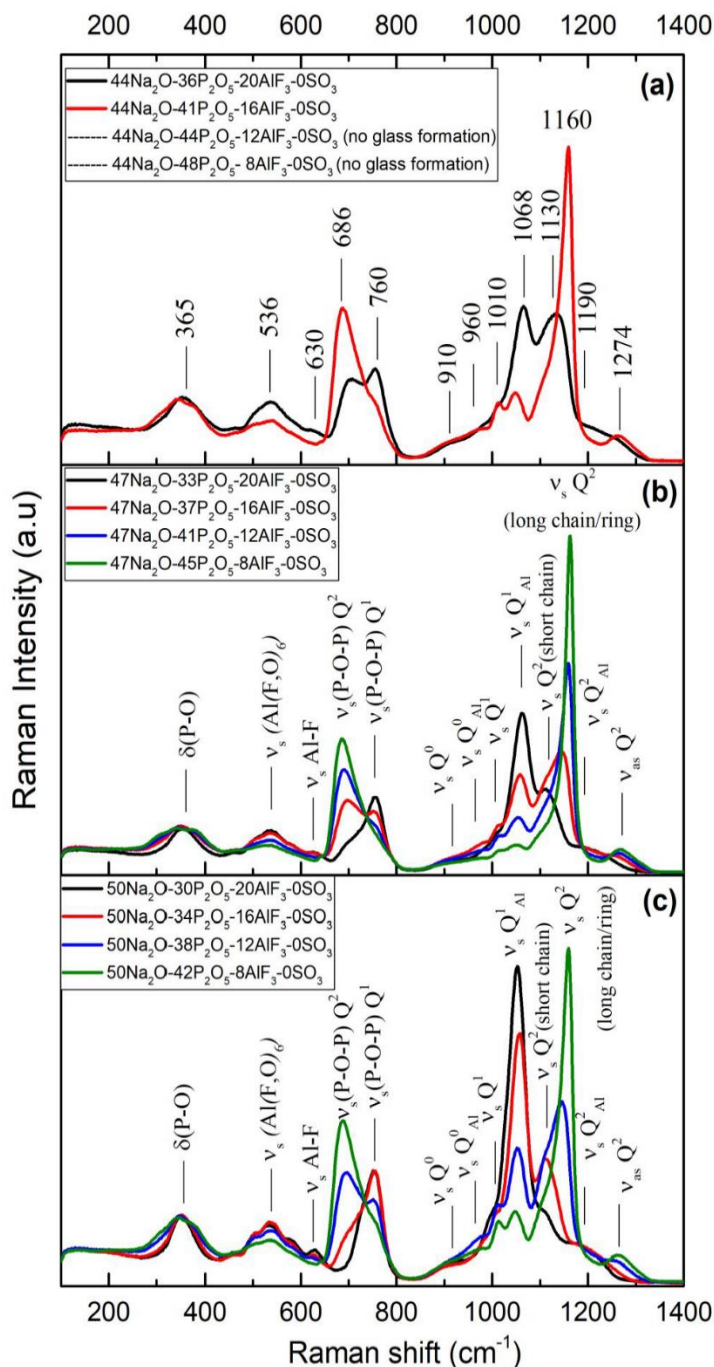 200 400 600 800 1000 1200 1400
(a)
44Na₂O-36P₂O₅-20AlF₃-0SO₃
44Na₂O-41P₂O₅-16AlF₃-0SO₃
44Na₂O-44P₂O₅-12AlF₃-0SO₃ (no glass formation)
44Na₂O-48P₂O₅- 8AlF₃-0SO₃ (no glass formation)
365
536
630
686
760
910
960
1010
1068
1130
1160
1190
1274
Raman Intensity (a.u)
(b)
47Na₂O-33P₂O₅-20AlF₃-0SO₃
47Na₂O-37P₂O₅-16AlF₃-0SO₃
47Na₂O-41P₂O₅-12AlF₃-0SO₃
47Na₂O-45P₂O₅-8AlF₃-0SO₃
δ(P-O)
νₛ (Al(F,O)₆)
νₛ Al-F
νₛ(P-O-P) Q²
νₛ(P-O-P) Q¹
νₛ Q⁰
νₛ Q⁰Al
νₛ Q¹
νₛ Q¹Al
νₛ Q²(short chain)
νₛ Q²
(long chain/ring)
νₛ Q²Al
νas Q²
(c)
50Na₂O-30P₂O₅-20AlF₃-0SO₃
50Na₂O-34P₂O₅-16AlF₃-0SO₃
50Na₂O-38P₂O₅-12AlF₃-0SO₃
50Na₂O-42P₂O₅-8AlF₃-0SO₃
δ(P-O)
νₛ (Al(F,O)₆)
νₛ Al-F
νₛ(P-O-P) Q²
νₛ(P-O-P) Q¹
νₛ Q⁰
νₛ Q⁰Al
νₛ Q¹
νₛ Q¹Al
νₛ Q²(short chain)
νₛ Q²
(long chain/ring)
νₛ Q²Al
νas Q²
200 400 600 800 1000 1200 1400
Raman shift (cm⁻¹)